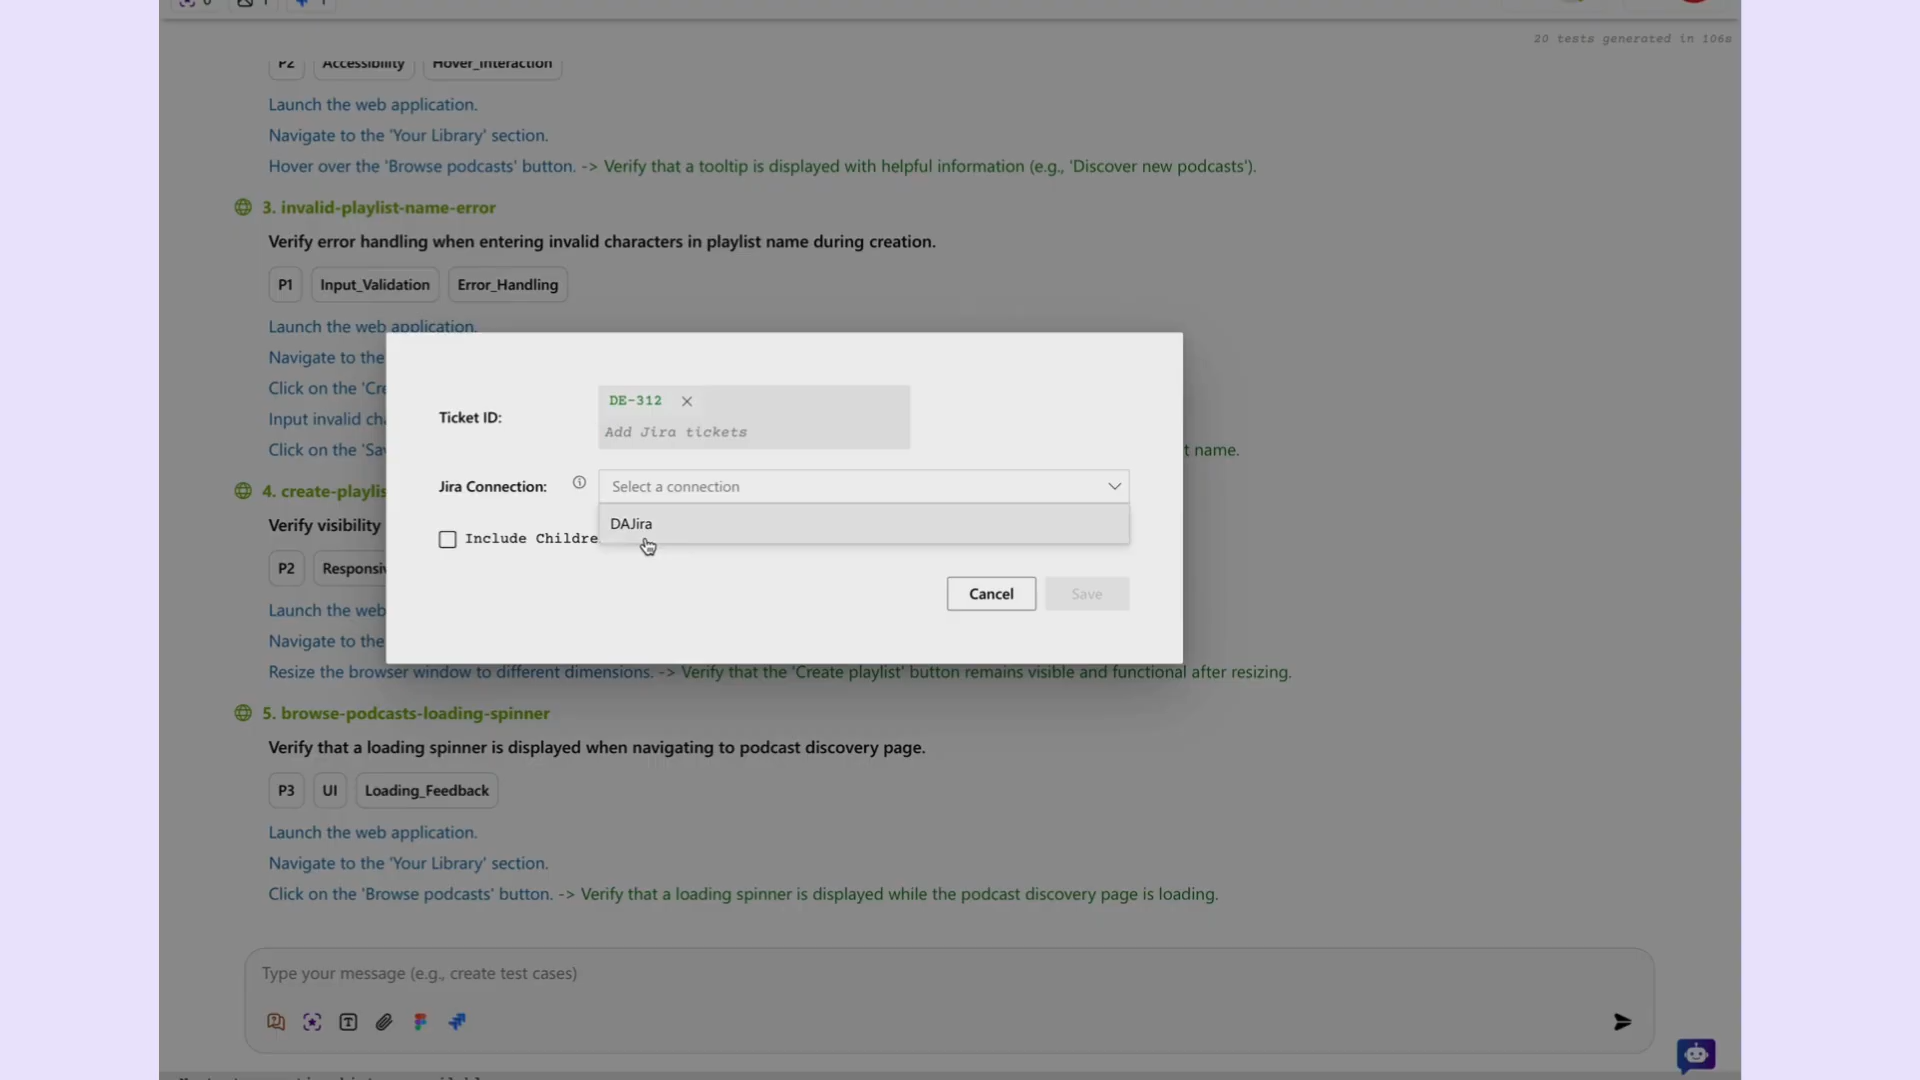 20 tests generated in 106s
P2 Accessibility Hover_Interaction
Launch the web application.
Navigate to the 'Your Library' section.
Hover over the 'Browse podcasts' button. -> Verify that a tooltip is displayed with helpful information (e.g., 'Discover new podcasts').
3. invalid-playlist-name-error
Verify error handling when entering invalid characters in playlist name during creation.
P1 Input_Validation Error_Handling
Launch the web application.
Navigate to the
Click on the 'Cre
Input invalid cha
Click on the 'Sav
t name.
4. create-playlis
Verify visibility
P2 Responsiv
Launch the web
Navigate to the
Resize the browser window to different dimensions. -> Verify that the 'Create playlist' button remains visible and functional after resizing.
Ticket ID:
DE-312
Add Jira tickets
Jira Connection:
Select a connection
DAJira
Include Childre
Cancel
Save
5. browse-podcasts-loading-spinner
Verify that a loading spinner is displayed when navigating to podcast discovery page.
P3 UI Loading_Feedback
Launch the web application.
Navigate to the 'Your Library' section.
Click on the 'Browse podcasts' button. -> Verify that a loading spinner is displayed while the podcast discovery page is loading.
Type your message (e.g., create test cases)